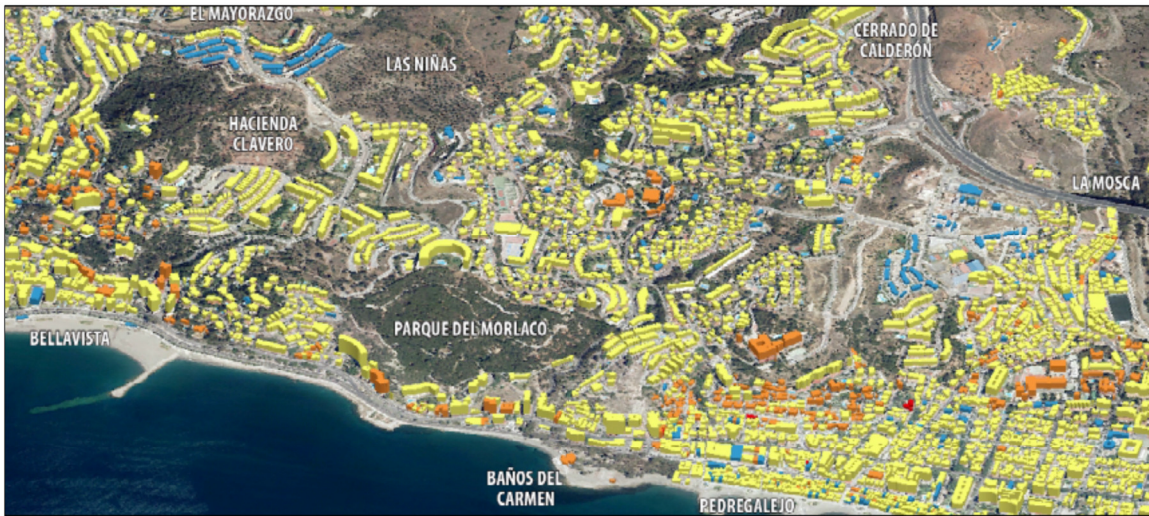 EL MAYORAZGO
LAS NIÑAS
CERRADO DE
CALDERÓN
HACIENDA
CLAVERO
LA MOSCA
PARQUE DEL MORLACO
BELLAVISTA
BAÑOS DEL
CARMEN
PEDREGALEJO